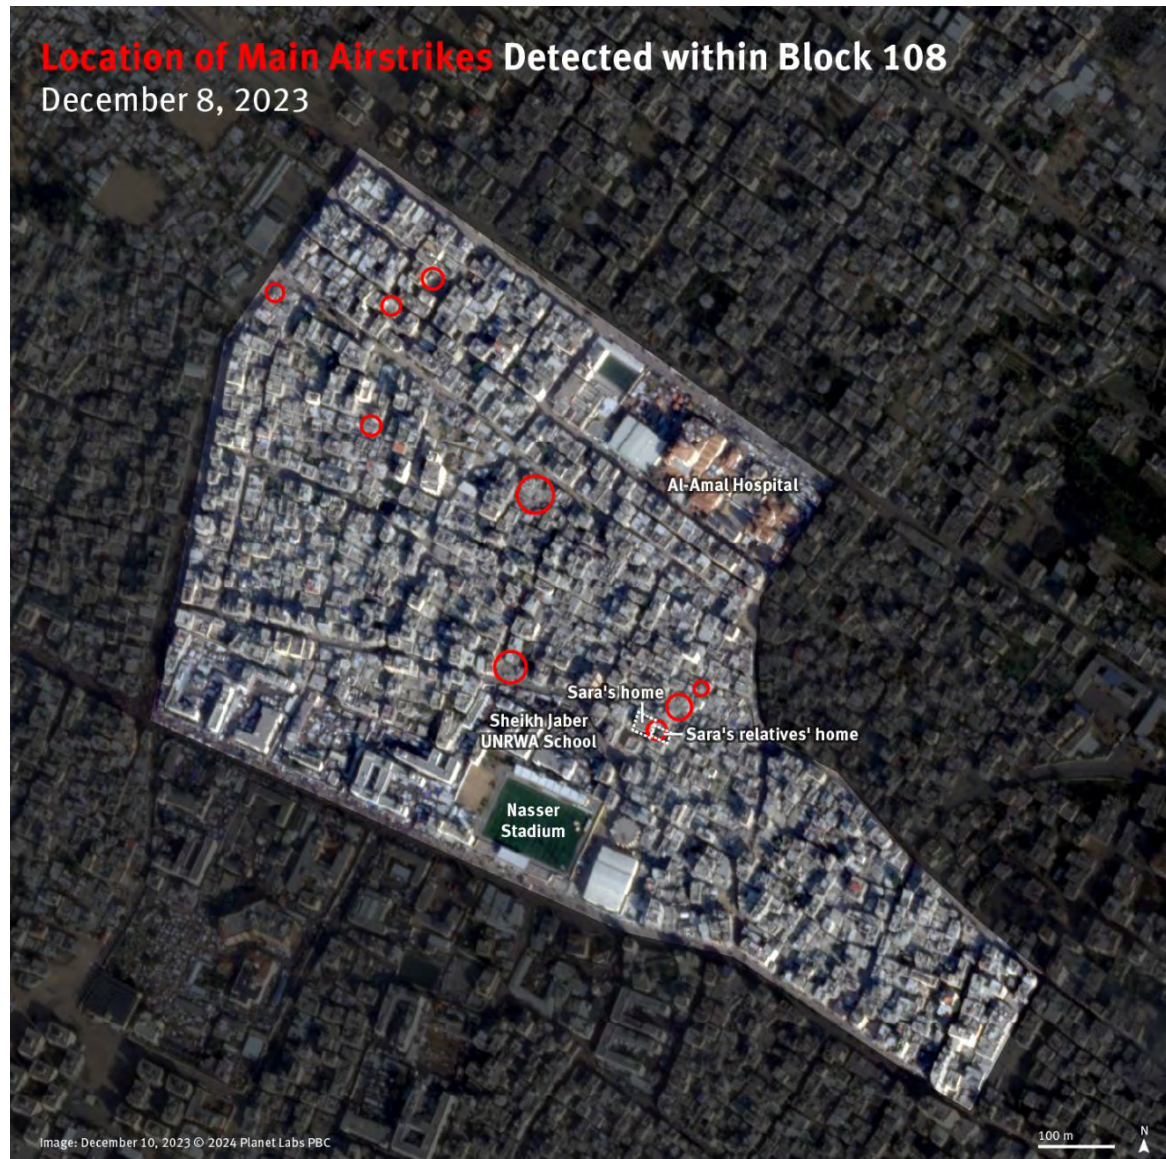 Location of Main Airstrikes Detected within Block 108
December 8, 2023
Al-Amal Hospital
Sara's home
Sheikh Jaber
UNRWA School
Sara's relatives' home
Nasser
Stadium
Image: December 10, 2023 © 2024 Planet Labs PBC
100 m
N